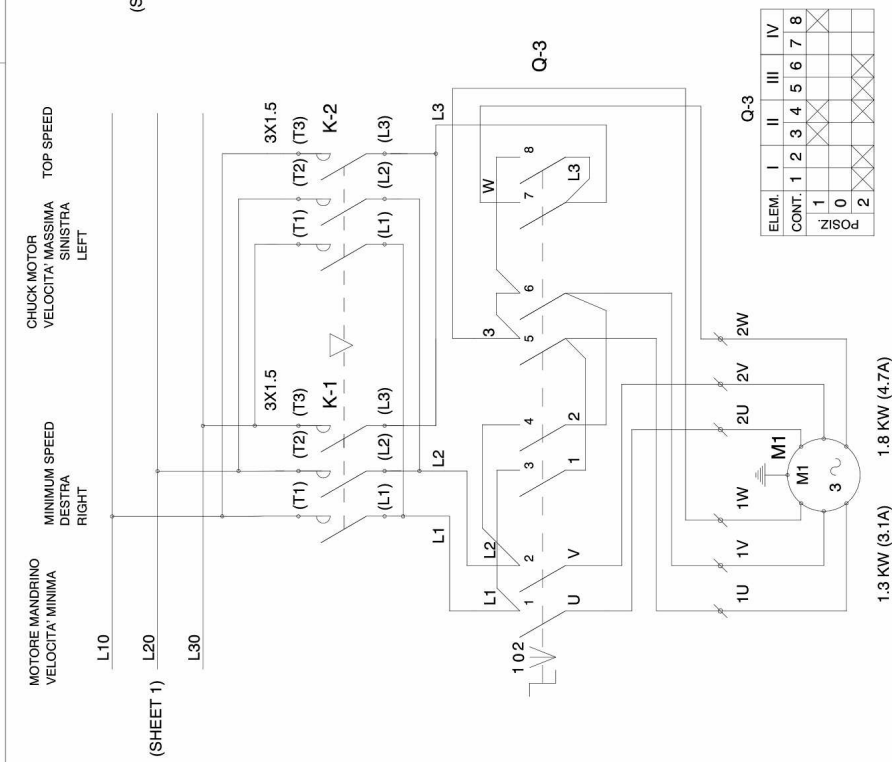 (S
MOTORE MANDRINO
VELOCITA' MINIMA
MINIMUM SPEED
DESTRA
RIGHT
CHUCK MOTOR
VELOCITA' MASSIMA
SINISTRA
LEFT
TOP SPEED
L10
L20
L30
(SHEET 1)
3X1.5
(T1) (T2) (T3)
K-1
(L1) (L2) (L3)
3X1.5
(T1) (T2) (T3)
K-2
(L1) (L2) (L3)
L1
L2
L3
Q-3
102
L1
L2
3
W
1
2
3
4
5
6
7
8
U
V
1
2
L3
1U
1V
1W
2U
2V
2W
M1
M1
3
1.3 KW (3.1A)
1.8 KW (4.7A)
Q-3
ELEM. I II III IV
CONT. 1 2 3 4 5 6 7 8
POSIZ.
1
0
2